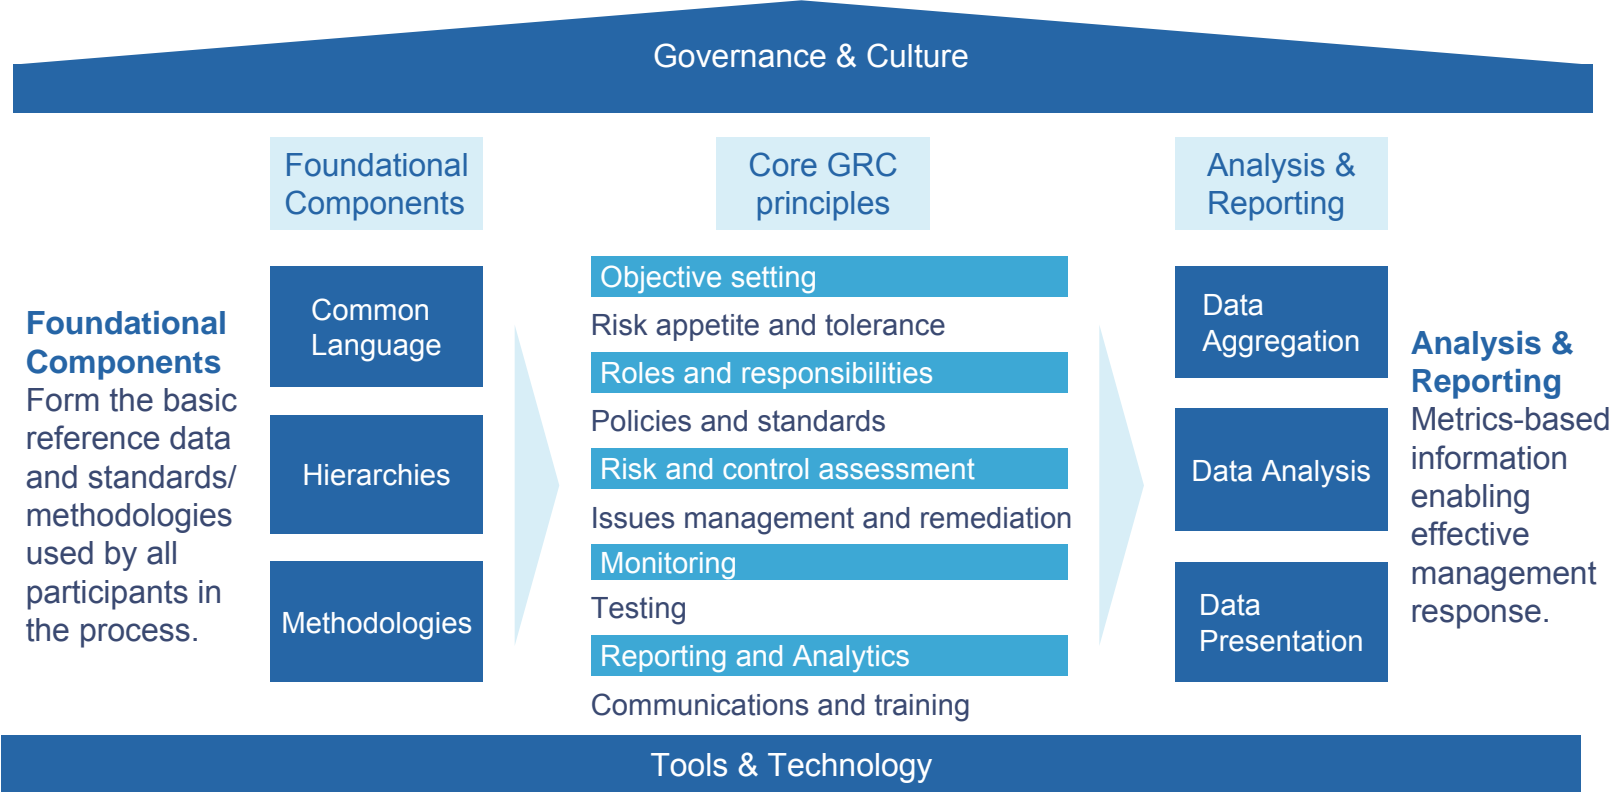 Governance & Culture
Foundational
Components
Core GRC
principles
Analysis &
Reporting
Foundational
Components
Form the basic
reference data
and standards/
methodologies
used by all
participants in
the process.
Common
Language
Hierarchies
Methodologies
Objective setting
Risk appetite and tolerance
Roles and responsibilities
Policies and standards
Risk and control assessment
Issues management and remediation
Monitoring
Testing
Reporting and Analytics
Communications and training
Data
Aggregation
Data Analysis
Data
Presentation
Analysis &
Reporting
Metrics-based
information
enabling
effective
management
response.
Tools & Technology